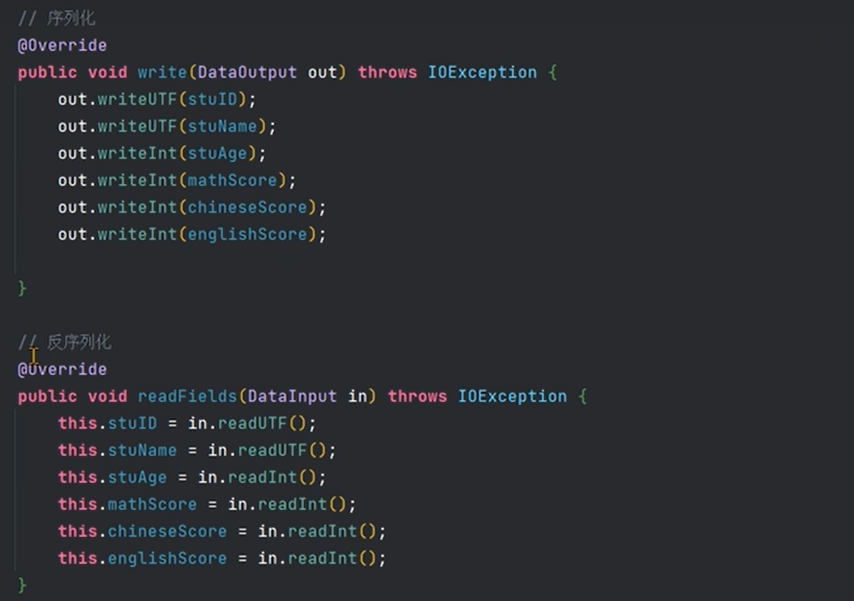 // 序列化
@Override
public void write(DataOutput out) throws IOException {
    out.writeUTF(stuID);
    out.writeUTF(stuName);
    out.writeInt(stuAge);
    out.writeInt(mathScore);
    out.writeInt(chineseScore);
    out.writeInt(englishScore);
}
// 反序列化
@Override
public void readFields(DataInput in) throws IOException {
    this.stuID = in.readUTF();
    this.stuName = in.readUTF();
    this.stuAge = in.readInt();
    this.mathScore = in.readInt();
    this.chineseScore = in.readInt();
    this.englishScore = in.readInt();
}